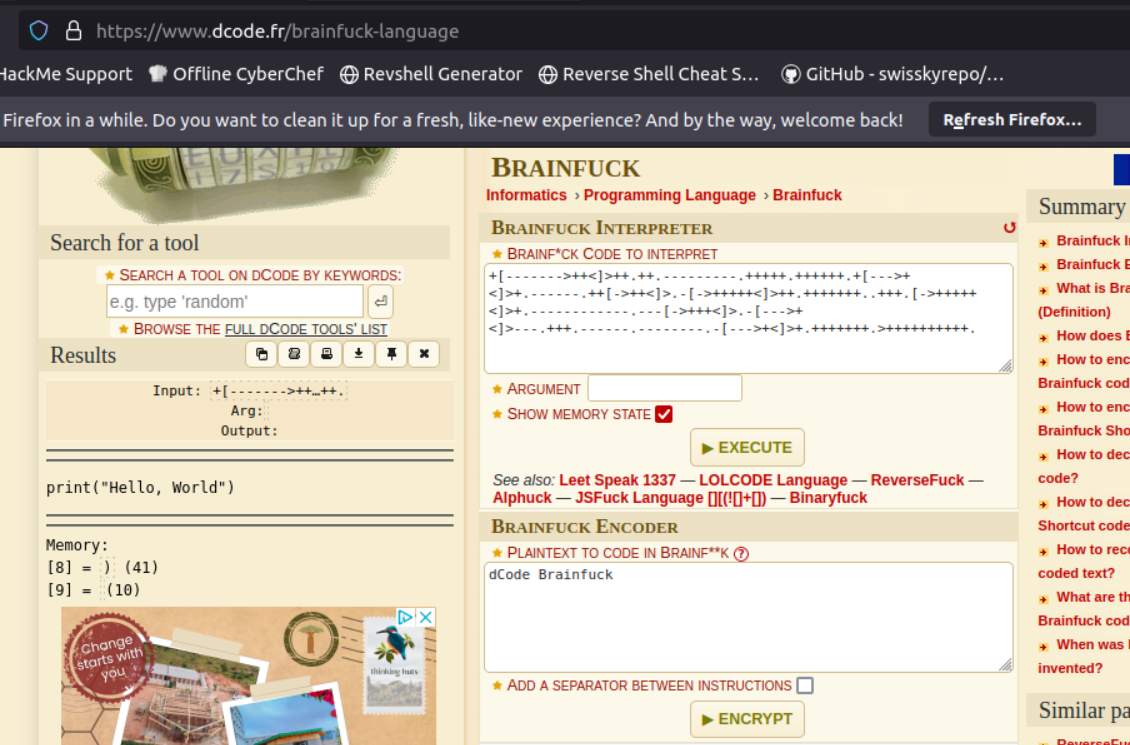 https://www.dcode.fr/brainfuck-language
HackMe Support Offline CyberChef Revshell Generator Reverse Shell Cheat S… GitHub - swisskyrepo/…
Firefox in a while. Do you want to clean it up for a fresh, like-new experience? And by the way, welcome back! Refresh Firefox…
Search for a tool
SEARCH A TOOL ON DCODE BY KEYWORDS:
e.g. type 'random'
BROWSE THE FULL DCODE TOOLS' LIST
Results
Input: +[------->++…++.
Arg:
Output:
print("Hello, World")
Memory:
[8] = ) (41)
[9] = (10)
Change
starts with
you
thinking huts
BRAINFUCK
Informatics › Programming Language › Brainfuck
BRAINFUCK INTERPRETER
BRAINF*CK CODE TO INTERPRET
+[------->++<]>++.++.---------.+++++.++++++.+[--->+
<]>+.------.++[->++<]>.-[->+++++<]>++.+++++++..+++.[->+++++
<]>+.------------.---[->+++<]>.-[--->+
<]>---.+++.------.--------.-[--->+<]>+.+++++++.>++++++++++.
ARGUMENT
SHOW MEMORY STATE
▶ EXECUTE
See also: Leet Speak 1337 — LOLCODE Language — ReverseFuck —
Alphuck — JSFuck Language [][(![]+[]) — Binaryfuck
BRAINFUCK ENCODER
PLAINTEXT TO CODE IN BRAINF**K ?
dCode Brainfuck
ADD A SEPARATOR BETWEEN INSTRUCTIONS
▶ ENCRYPT
Summary
Brainfuck I
Brainfuck E
What is Bra
(Definition)
How does B
How to enc
Brainfuck cod
How to enc
Brainfuck Sho
How to dec
code?
How to dec
Shortcut code
How to reco
coded text?
What are th
Brainfuck cod
When was
invented?
Similar pa
ReverseFu